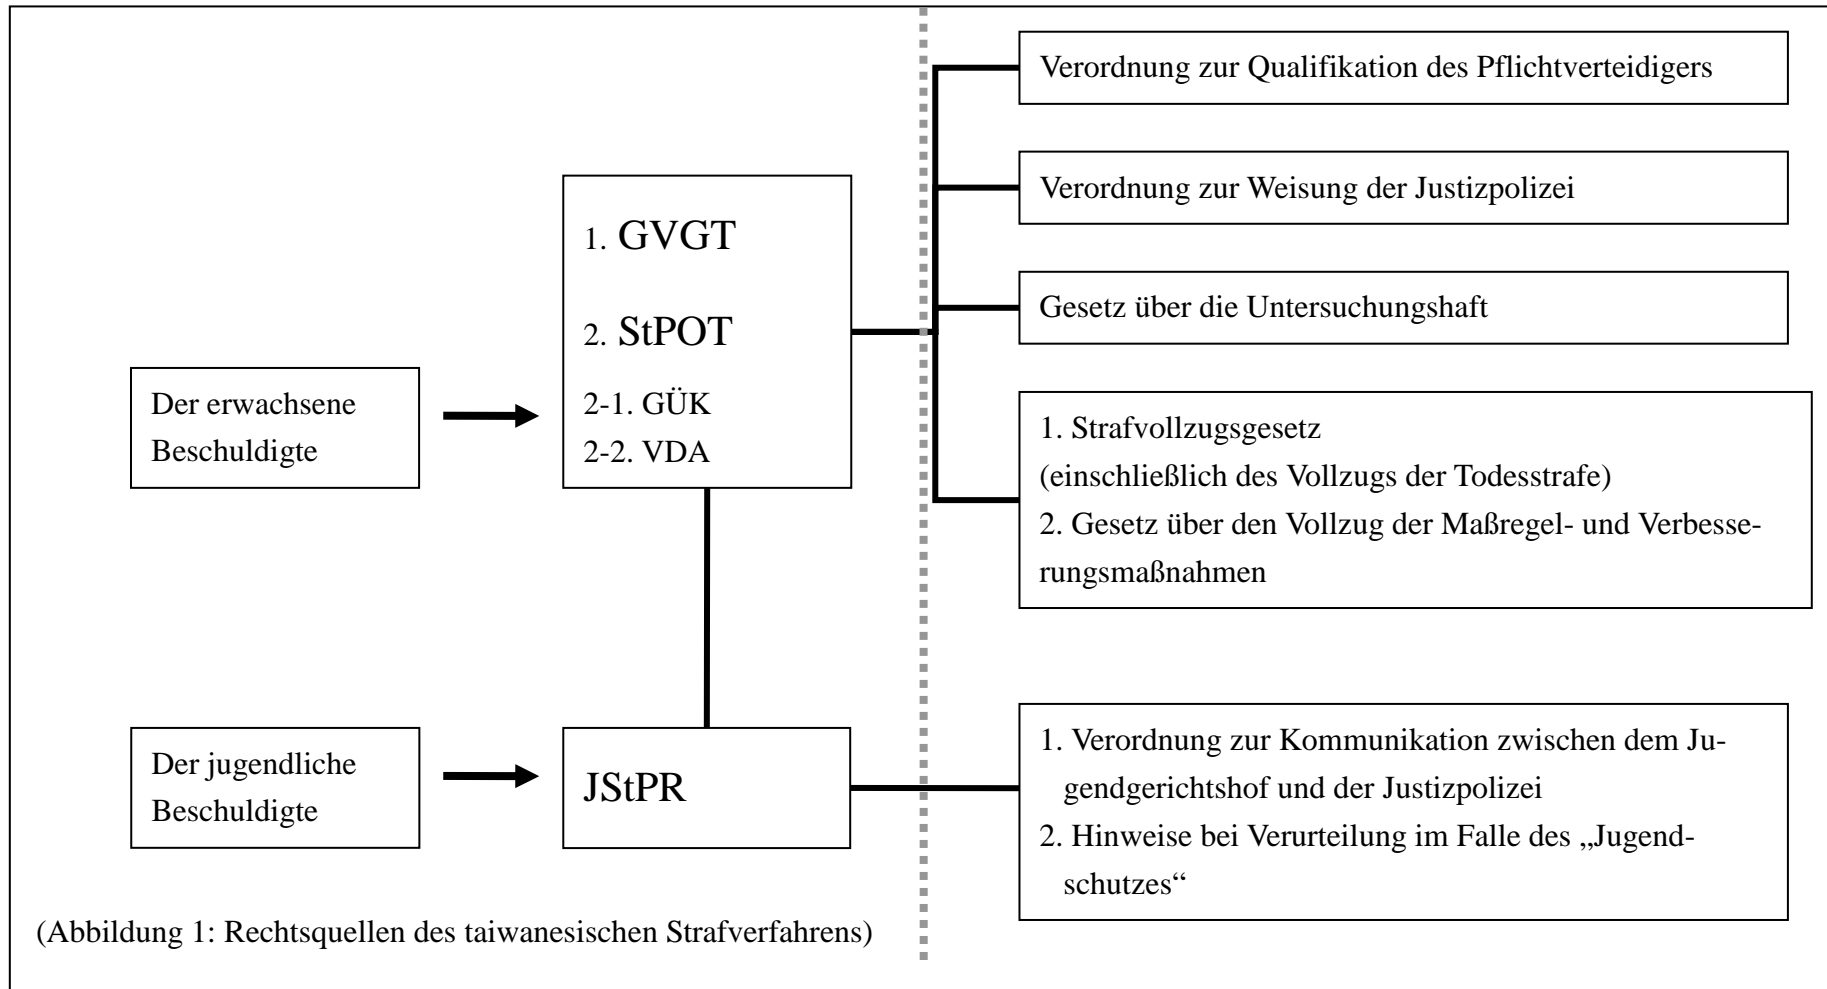 Verordnung zur Qualifikation des Pflichtverteidigers
Verordnung zur Weisung der Justizpolizei
Gesetz über die Untersuchungshaft
1. GVGT
2. StPOT
2-1. GÜK
2-2. VDA
Der erwachsene
Beschuldigte
1. Strafvollzugsgesetz
(einschließlich des Vollzugs der Todesstrafe)
2. Gesetz über den Vollzug der Maßregel- und Verbesse-
rungsmaßnahmen
Der jugendliche
Beschuldigte
JStPR
1. Verordnung zur Kommunikation zwischen dem Ju-
gendgerichtshof und der Justizpolizei
2. Hinweise bei Verurteilung im Falle des „Jugend-
schutzes“
(Abbildung 1: Rechtsquellen des taiwanesischen Strafverfahrens)